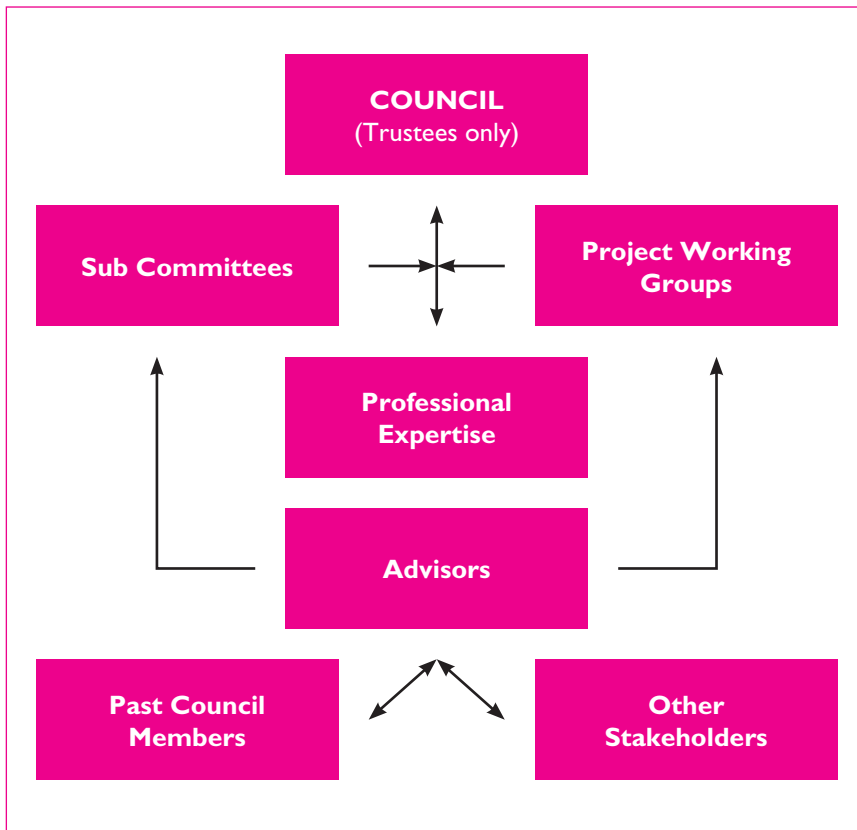 COUNCIL
(Trustees only)
Sub Committees
Project Working
Groups
Professional
Expertise
Advisors
Past Council
Members
Other
Stakeholders